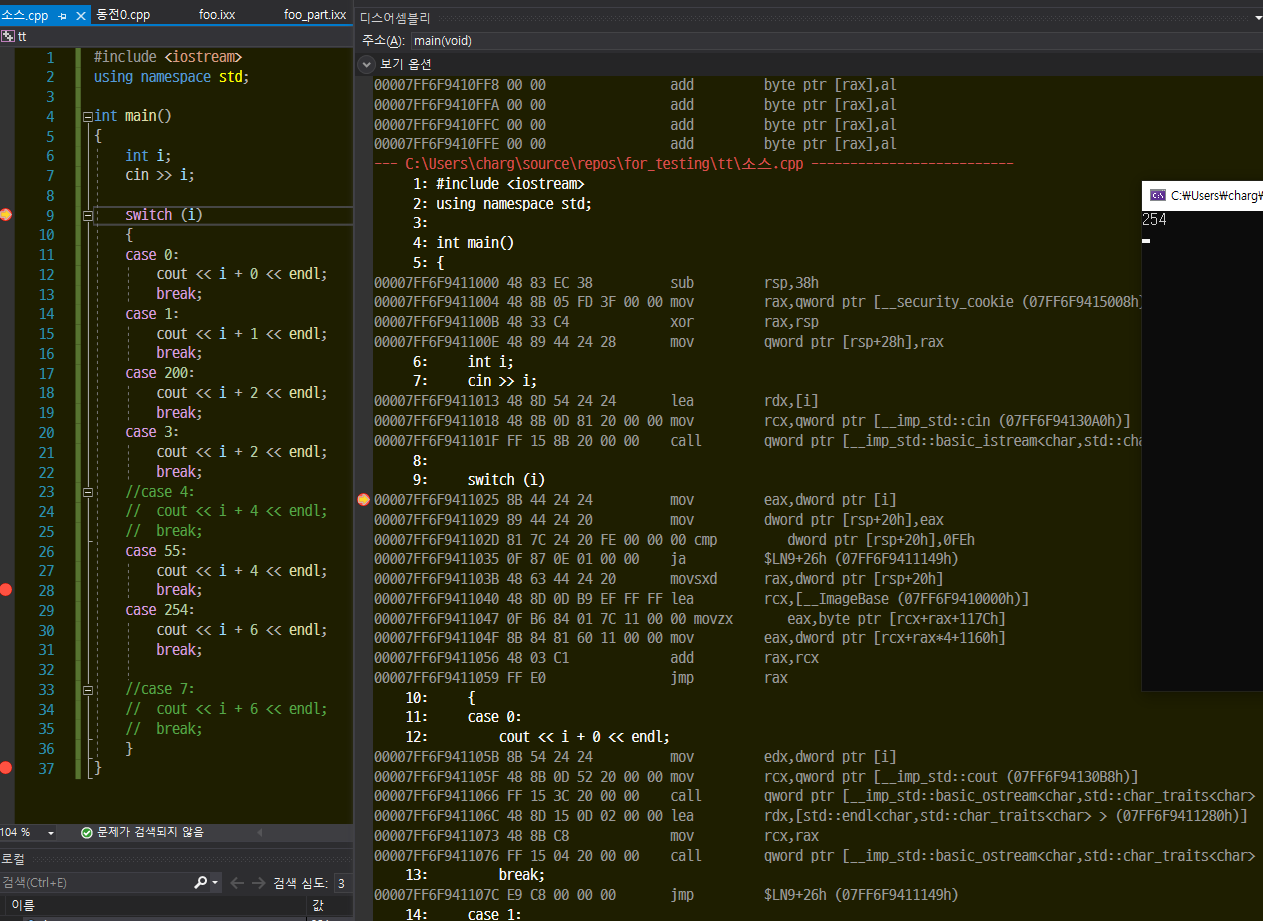 소스.cpp
동전0.cpp
foo.ixx
foo_part.ixx
tt
1 #include <iostream>
2 using namespace std;
3
4 int main()
5 {
6 int i;
7 cin >> i;
8
9 switch (i)
10 {
11 case 0:
12 cout << i + 0 << endl;
13 break;
14 case 1:
15 cout << i + 1 << endl;
16 break;
17 case 200:
18 cout << i + 2 << endl;
19 break;
20 case 3:
21 cout << i + 2 << endl;
22 break;
23 //case 4:
24 //  cout << i + 4 << endl;
25 //  break;
26 case 55:
27 cout << i + 4 << endl;
28 break;
29 case 254:
30 cout << i + 6 << endl;
31 break;
32
33 //case 7:
34 //  cout << i + 6 << endl;
35 //  break;
36 }
37 }
104 %
문제가 검색되지 않음
로컬
검색(Ctrl+E)
검색 심도: 3
이름
값
디스어셈블리
주소(A): main(void)
보기 옵션
00007FF6F9410FF8 00 00 add byte ptr [rax],al
00007FF6F9410FFA 00 00 add byte ptr [rax],al
00007FF6F9410FFC 00 00 add byte ptr [rax],al
00007FF6F9410FFE 00 00 add byte ptr [rax],al
--- C:\Users\charg\source\repos\for_testing\tt\소스.cpp --------------------------
1: #include <iostream>
2: using namespace std;
3:
4: int main()
5: {
00007FF6F9411000 48 83 EC 38 sub rsp,38h
00007FF6F9411004 48 8B 05 FD 3F 00 00 mov rax,qword ptr [__security_cookie (07FF6F9415008h)]
00007FF6F941100B 48 33 C4 xor rax,rsp
00007FF6F941100E 48 89 44 24 28 mov qword ptr [rsp+28h],rax
6: int i;
7: cin >> i;
00007FF6F9411013 48 8D 54 24 24 lea rdx,[i]
00007FF6F9411018 48 8B 0D 81 20 00 00 mov rcx,qword ptr [__imp_std::cin (07FF6F94130A0h)]
00007FF6F941101F FF 15 8B 20 00 00 call qword ptr [__imp_std::basic_istream<char,std::cha
8:
9: switch (i)
00007FF6F9411025 8B 44 24 24 mov eax,dword ptr [i]
00007FF6F9411029 89 44 24 20 mov dword ptr [rsp+20h],eax
00007FF6F941102D 81 7C 24 20 FE 00 00 00 cmp dword ptr [rsp+20h],0FEh
00007FF6F9411035 0F 87 0E 01 00 00 ja $LN9+26h (07FF6F9411149h)
00007FF6F941103B 48 63 44 24 20 movsxd rax,dword ptr [rsp+20h]
00007FF6F9411040 48 8D 0D B9 EF FF FF lea rcx,[__ImageBase (07FF6F9410000h)]
00007FF6F9411047 0F B6 84 01 7C 11 00 00 movzx eax,byte ptr [rcx+rax+117Ch]
00007FF6F941104F 8B 84 81 60 11 00 00 mov eax,dword ptr [rcx+rax*4+1160h]
00007FF6F9411056 48 03 C1 add rax,rcx
00007FF6F9411059 FF E0 jmp rax
10: {
11: case 0:
12: cout << i + 0 << endl;
00007FF6F941105B 8B 54 24 24 mov edx,dword ptr [i]
00007FF6F941105F 48 8B 0D 52 20 00 00 mov rcx,qword ptr [__imp_std::cout (07FF6F94130B8h)]
00007FF6F9411066 FF 15 3C 20 00 00 call qword ptr [__imp_std::basic_ostream<char,std::char_traits<char>
00007FF6F941106C 48 8D 15 0D 02 00 00 lea rdx,[std::endl<char,std::char_traits<char> > (07FF6F9411280h)]
00007FF6F9411073 48 8B C8 mov rcx,rax
00007FF6F9411076 FF 15 04 20 00 00 call qword ptr [__imp_std::basic_ostream<char,std::char_traits<char>
13: break;
00007FF6F941107C E9 C8 00 00 00 jmp $LN9+26h (07FF6F9411149h)
14: case 1:
C:₩Users₩charg₩
254